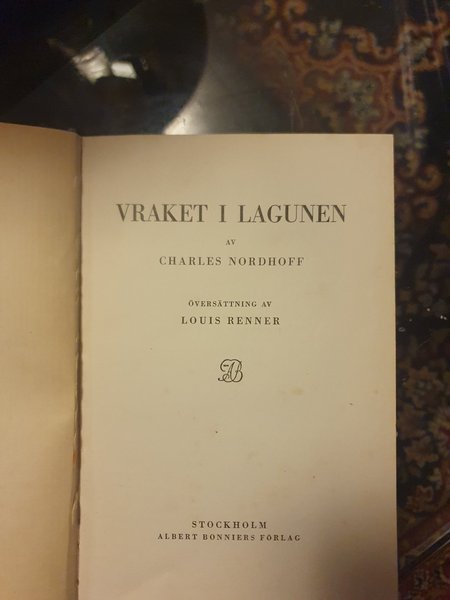 VRAKET I LAGUNEN
AV
CHARLES NORDHOFF
ÖVERSÄTTNING AV
LOUIS RENNER
AB
STOCKHOLM
ALBERT BONNIERS FÖRLAG